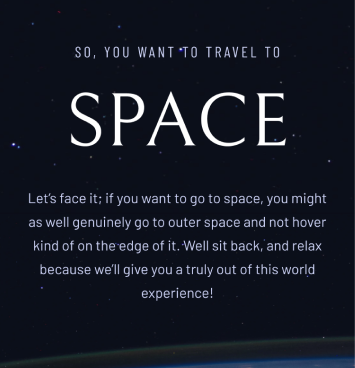 SO, YOU WANT TO TRAVEL TO
SPACE
Let’s face it; if you want to go to space, you might
as well genuinely go to outer space and not hover
kind of on the edge of it. Well sit back, and relax
because we’ll give you a truly out of this world
experience!